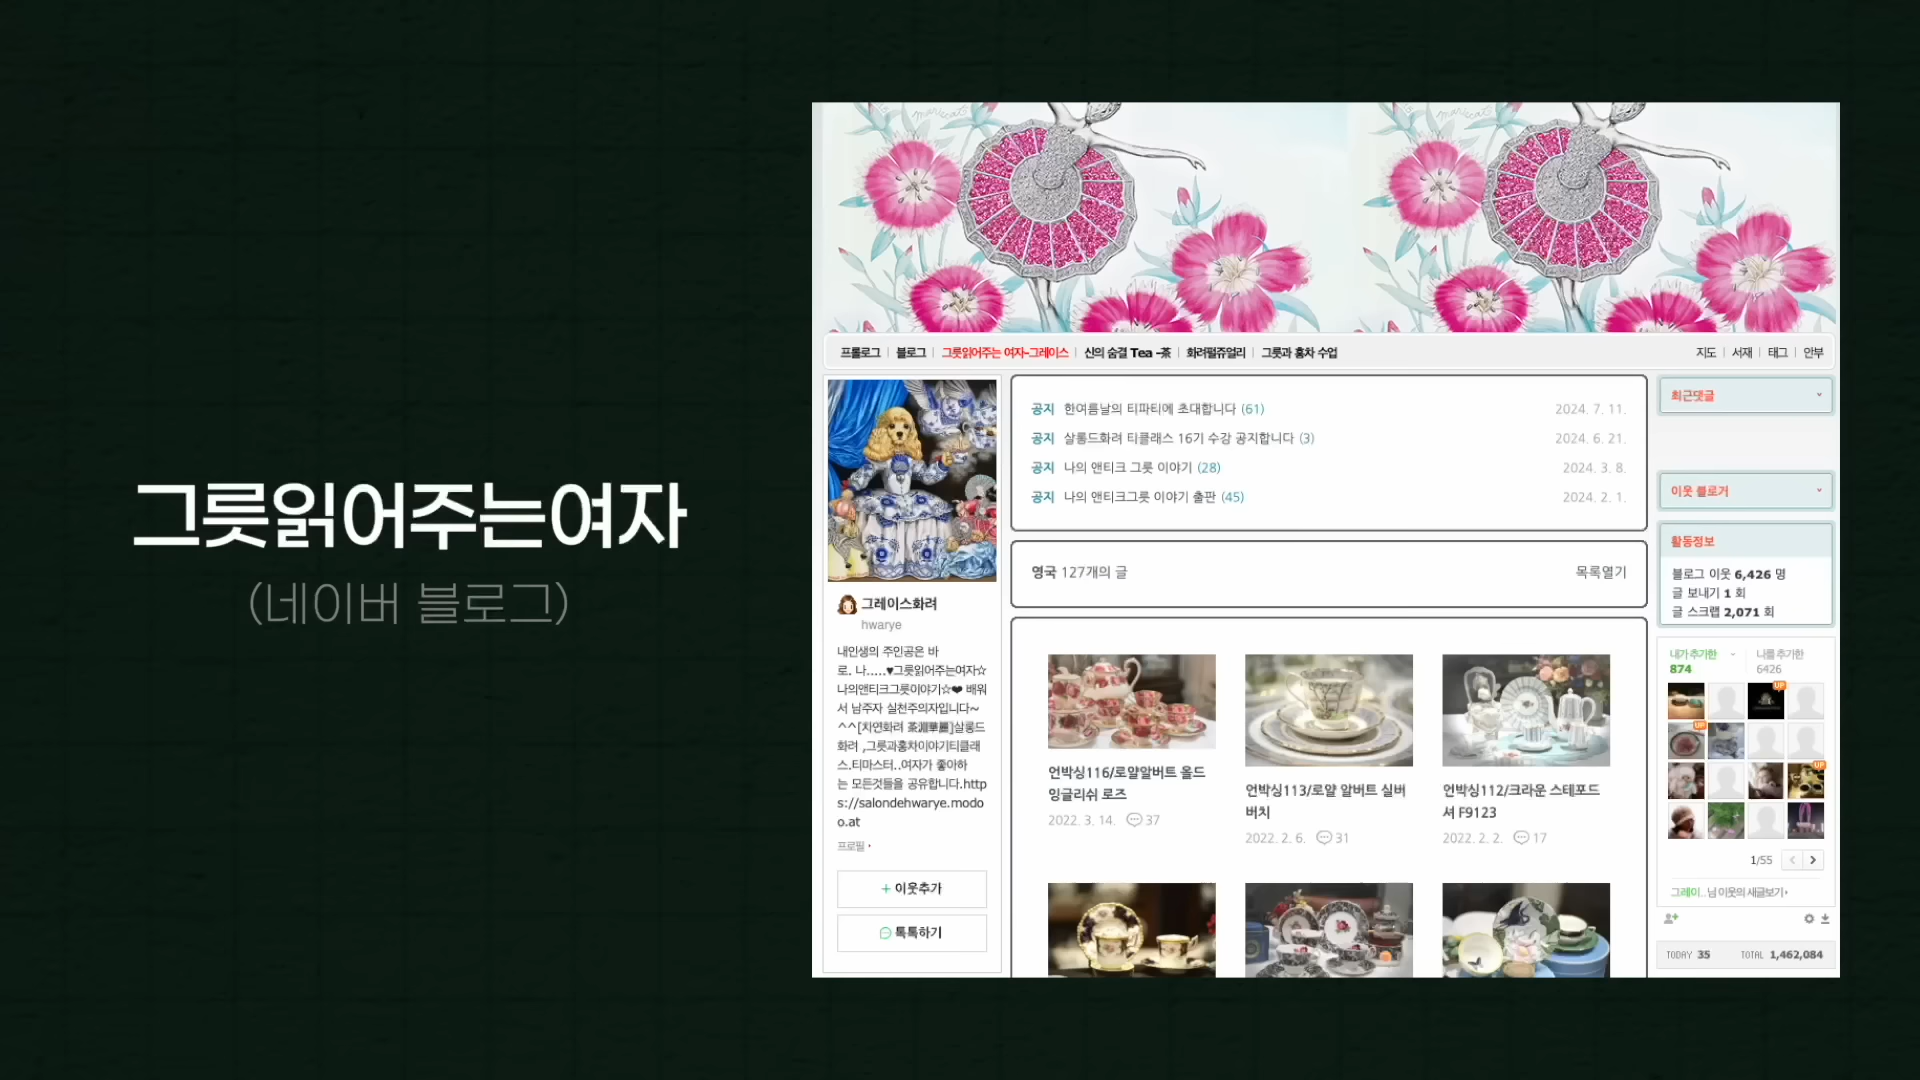 그릇읽어주는여자
(네이버 블로그)
프롤로그 | 블로그 | 그릇읽어주는 여자-그레이스 | 신의 숨결 Tea -茶 | 화려필쥬얼리 | 그릇과 홍차 수업
지도 | 서재 | 태그 | 안부
그레이스화려
hwarye
내인생의 주인공은 바
로. 나.....♥그릇읽어주는여자☆
나의앤티크그릇이야기☆❤ 배워
서 남주자 실천주의자입니다~
^^[차연화려 茶淵華麗]살롱드
화려 ,그릇과홍차이야기티클래
스.티마스터..여자가 좋아하
는 모든것들을 공유합니다.http
s://salondehwarye.modo
o.at
프로필 ▸
+ 이웃추가
톡톡하기
공지 한여름날의 티파티에 초대합니다 (61) 2024. 7. 11.
공지 살롱드화려 티클래스 16기 수강 공지합니다 (3) 2024. 6. 21.
공지 나의 앤티크 그릇 이야기 (28) 2024. 3. 8.
공지 나의 앤티크그릇 이야기 출판 (45) 2024. 2. 1.
영국 127개의 글 목록열기
언박싱116/로얄알버트 올드
잉글리쉬 로즈
2022. 3. 14. 37
언박싱113/로얄 알버트 실버
버치
2022. 2. 6. 31
언박싱112/크라운 스테포드
셔 F9123
2022. 2. 2. 17
최근댓글
이웃 블로거
활동정보
블로그 이웃 6,426 명
글 보내기 1 회
글 스크랩 2,071 회
내가 추가한
874
나를 추가한
6426
UP
UP
UP
1/55 < >
그레이.. 님 이웃의 새글보기 ▸
TODAY 35 TOTAL 1,462,084